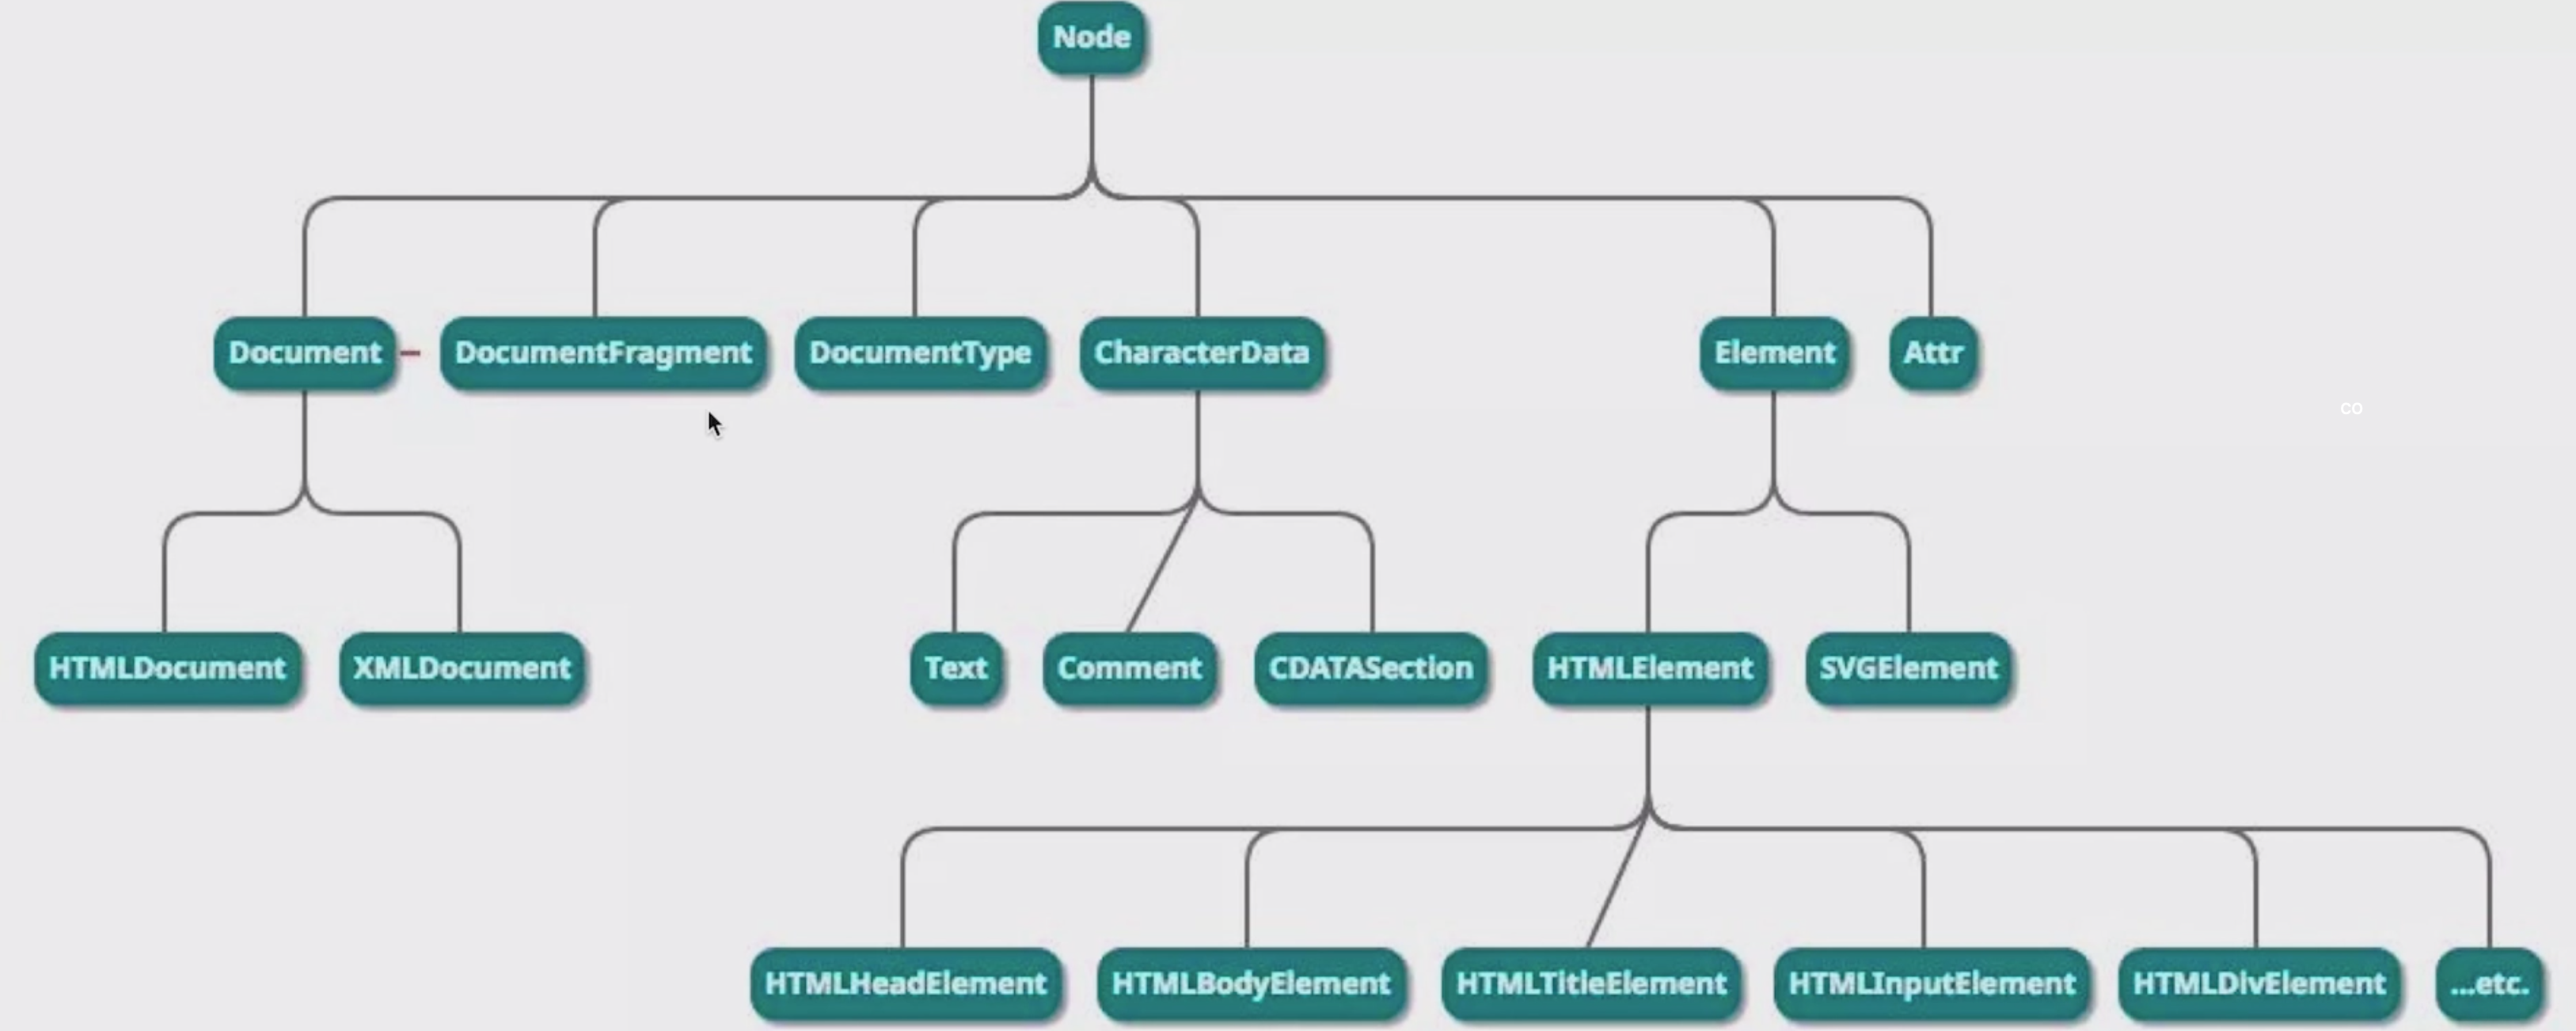 Node
Document
DocumentFragment
DocumentType
CharacterData
Element
Attr
co
HTMLDocument
XMLDocument
Text
Comment
CDATASection
HTMLElement
SVGElement
HTMLHeadElement
HTMLBodyElement
HTMLTitleElement
HTMLInputElement
HTMLDivElement
...etc.